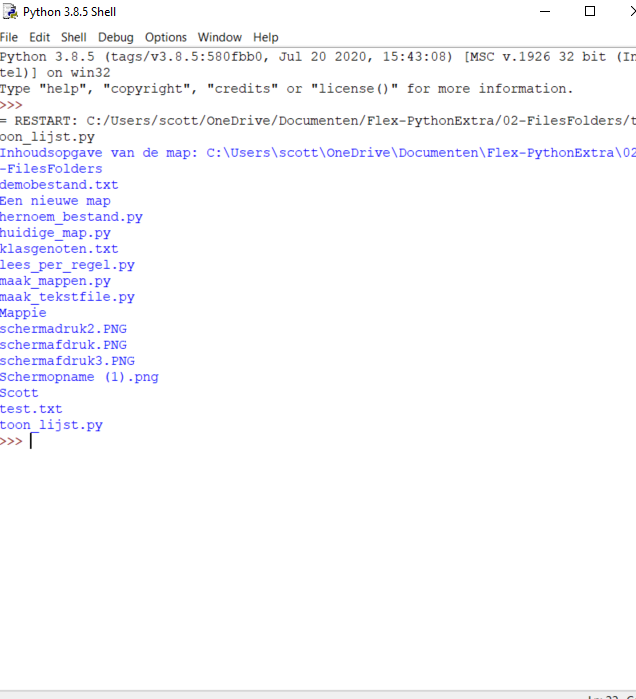 Python 3.8.5 Shell
File Edit Shell Debug Options Window Help
Python 3.8.5 (tags/v3.8.5:580fbb0, Jul 20 2020, 15:43:08) [MSC v.1926 32 bit (In
tel)] on win32
Type "help", "copyright", "credits" or "license()" for more information.
>>>
= RESTART: C:/Users/scott/OneDrive/Documenten/Flex-PythonExtra/02-FilesFolders/t
oon_lijst.py
Inhoudsopgave van de map: C:\Users\scott\OneDrive\Documenten\Flex-PythonExtra\02
-FilesFolders
demobestand.txt
Een nieuwe map
hernoem_bestand.py
huidige_map.py
klasgenoten.txt
lees_per_regel.py
maak_mappen.py
maak_tekstfile.py
Mappie
schermadruk2.PNG
schermafdruk.PNG
schermafdruk3.PNG
Schermopname (1).png
Scott
test.txt
toon_lijst.py
>>>